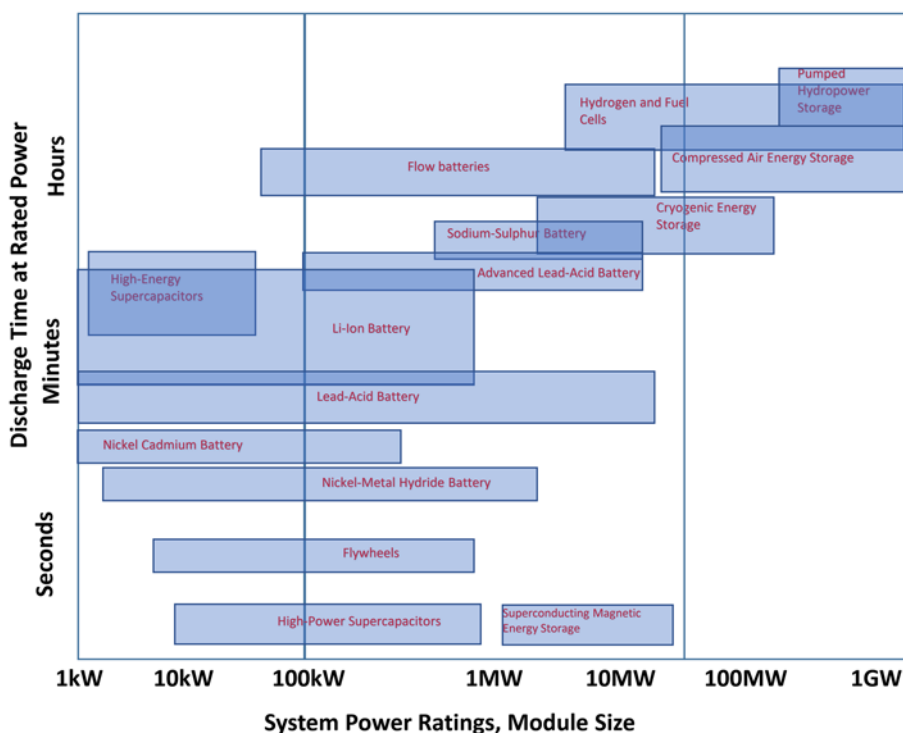 Pumped
Hydropower
Storage
Hydrogen and Fuel
Cells
Compressed Air Energy Storage
Flow batteries
Cryogenic Energy
Storage
Sodium-Sulphur Battery
Advanced Lead-Acid Battery
High-Energy
Supercapacitors
Li-Ion Battery
Lead-Acid Battery
Nickel Cadmium Battery
Nickel-Metal Hydride Battery
Flywheels
High-Power Supercapacitors
Superconducting Magnetic
Energy Storage
Discharge Time at Rated Power
Hours
Minutes
Seconds
1kW 10kW 100kW 1MW 10MW 100MW 1GW
System Power Ratings, Module Size